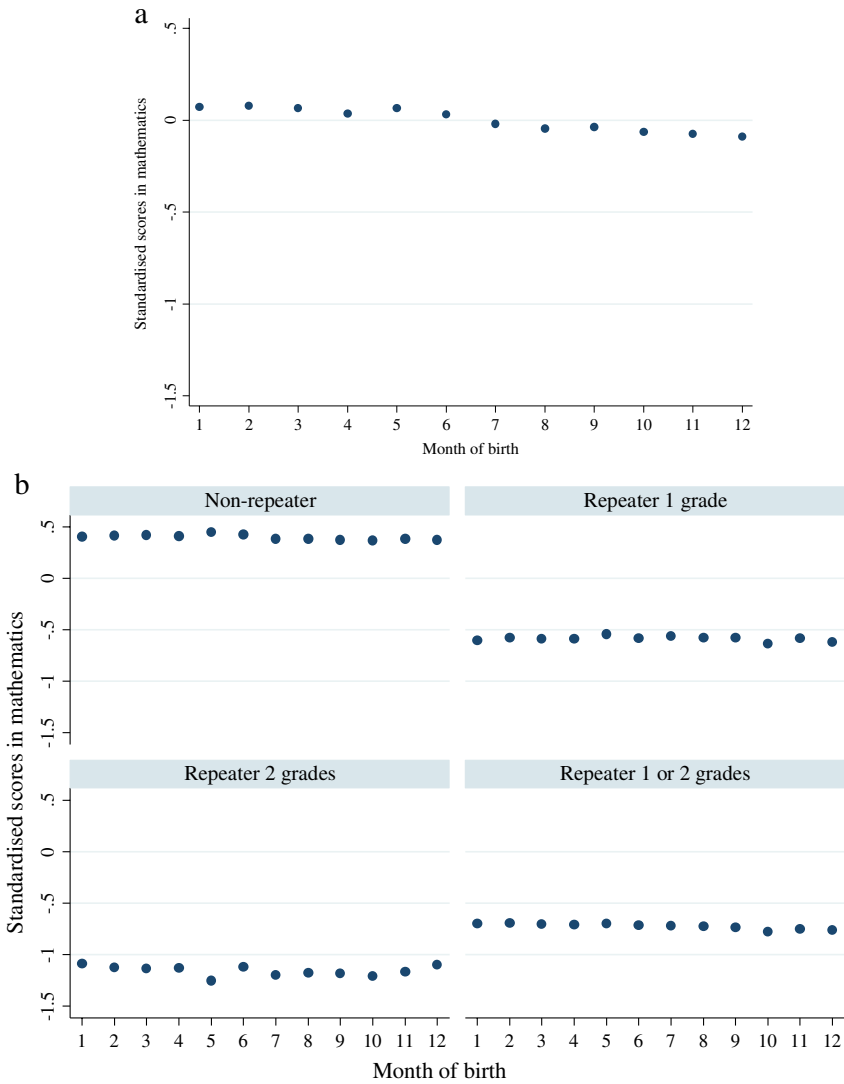 a
Standardised scores in mathematics
.5
0
-.5
-1
-1.5
1 2 3 4 5 6 7 8 9 10 11 12
Month of birth
b
Non-repeater
Repeater 1 grade
Standardised scores in mathematics
.5
0
-.5
-1
-1.5
Repeater 2 grades
Repeater 1 or 2 grades
.5
0
-.5
-1
-1.5
1 2 3 4 5 6 7 8 9 10 11 12
1 2 3 4 5 6 7 8 9 10 11 12
Month of birth